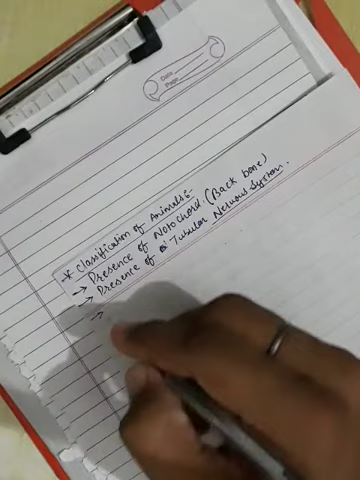 Date
Page
* Classification of Animals:-
→ Presence of Notochord. (Back bone)
→ Presence of Tubular Nervous System.
→